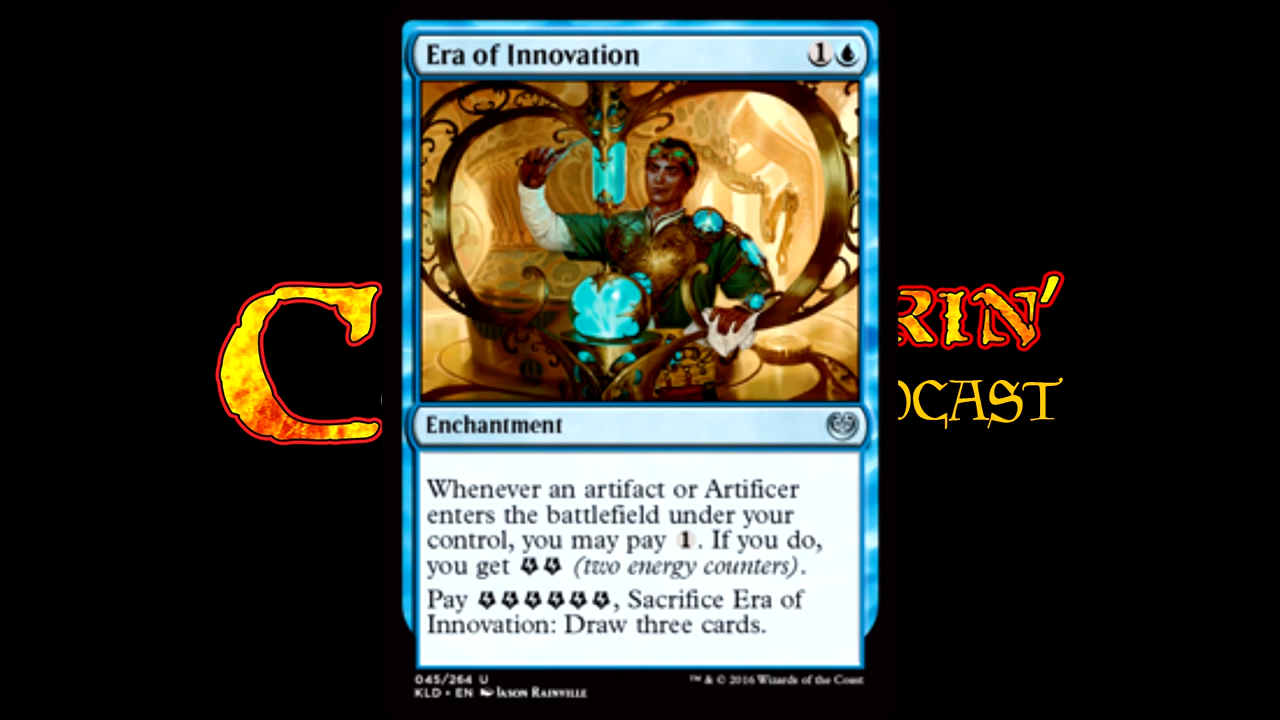 Era of Innovation 1
C RIN'
DCAST
Enchantment
Whenever an artifact or Artificer
enters the battlefield under your
control, you may pay 1. If you do,
you get (two energy counters).
Pay , Sacrifice Era of
Innovation: Draw three cards.
045/264 U
KLD • EN Jason Rainville
™ & © 2016 Wizards of the Coast